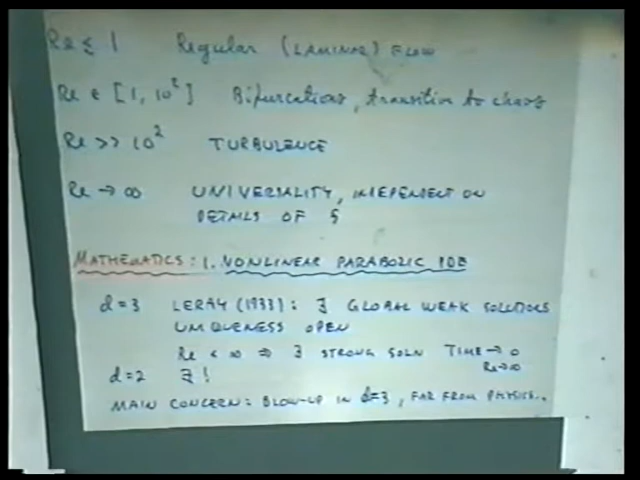 Re ≲ 1 Regular (LAMINAR) FLOW
Re ∈ [1, 10²] Bifurcations, transition to chaos
Re >> 10² TURBULENCE
Re → ∞ UNIVERSALITY, INDEPENDENT ON
DETAILS OF f
MATHEMATICS: 1. NONLINEAR PARABOLIC PDE
d=3 LERAY (1933): ∃ GLOBAL WEAK SOLUTIONS
UNIQUENESS OPEN
Re < ∞ ⇒ ∃ STRONG SOLN TIME → 0
Re→∞
d=2 ∃!
MAIN CONCERN: BLOW-UP IN d=3, FAR FROM PHYSICS..